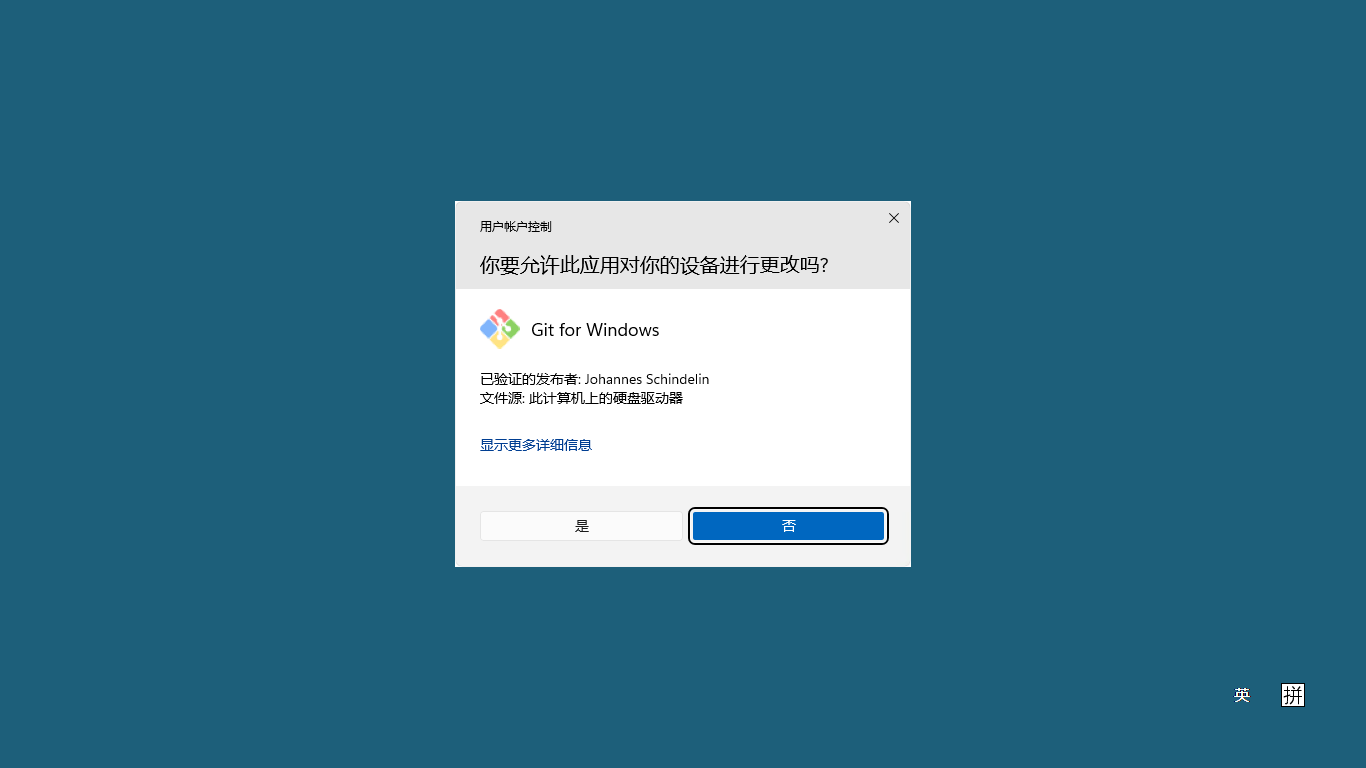 用户帐户控制
你要允许此应用对你的设备进行更改吗?
Git for Windows
已验证的发布者: Johannes Schindelin
文件源: 此计算机上的硬盘驱动器
显示更多详细信息
是
否
英
拼